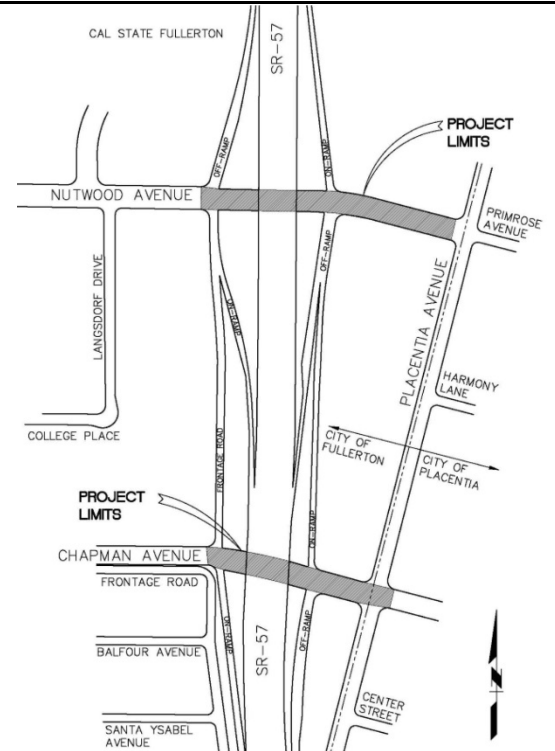 CAL STATE FULLERTON
SR-57
OFF-RAMP
ON-RAMP
PROJECT
LIMITS
NUTWOOD AVENUE
PRIMROSE
AVENUE
OFF-RAMP
LANGSDORF DRIVE
ON-RAMP
PLACENTIA AVENUE
HARMONY
LANE
COLLEGE PLACE
CITY OF
FULLERTON
CITY OF
PLACENTIA
FRONTAGE ROAD
PROJECT
LIMITS
ON-RAMP
CHAPMAN AVENUE
FRONTAGE ROAD
ON-RAMP
OFF-RAMP
SR-57
BALFOUR AVENUE
N
CENTER
STREET
SANTA YSABEL
AVENUE